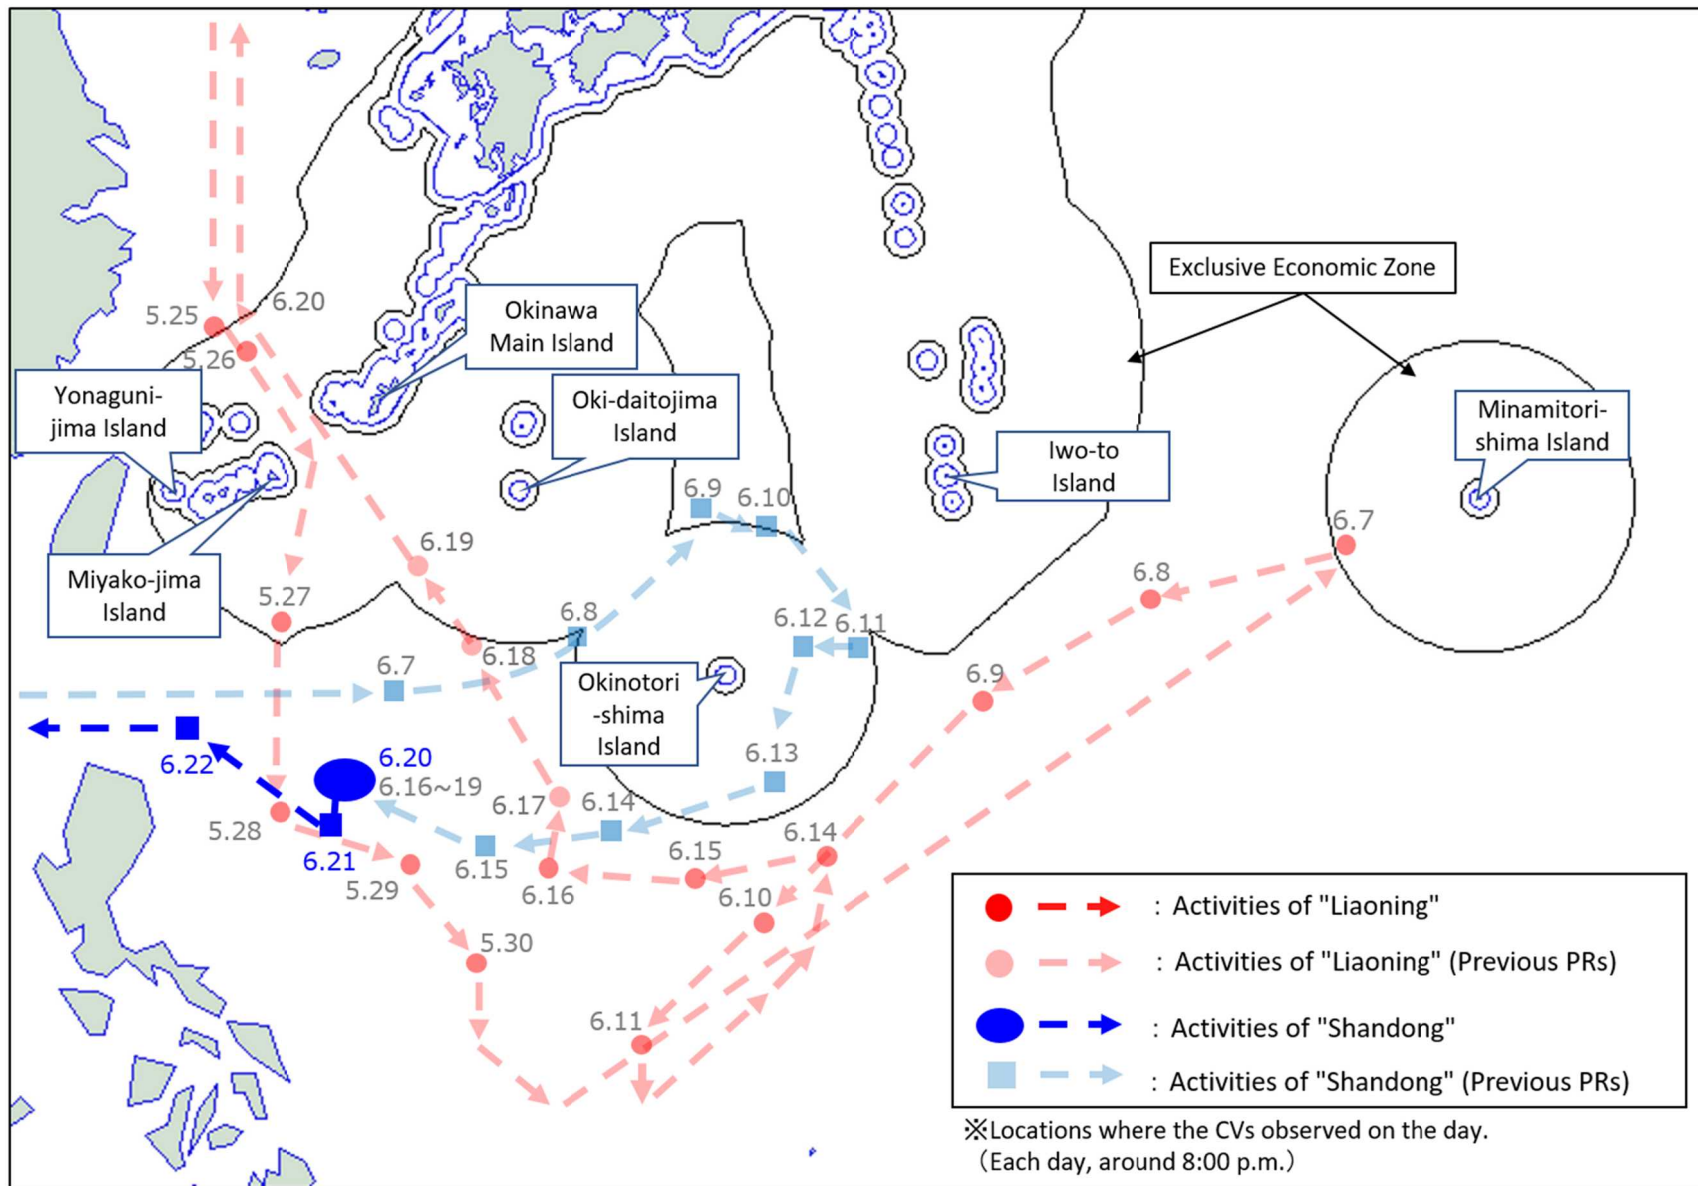 5.25
6.20
5.26
Okinawa
Main Island
Exclusive Economic Zone
Yonaguni-
jima Island
Oki-daitojima
Island
Minamitori-
shima Island
Iwo-to
Island
6.9
6.10
6.19
6.7
Miyako-jima
Island
5.27
6.8
6.8
6.12
6.11
6.18
6.7
6.9
Okinotori
-shima
Island
6.22
6.20
6.16~19
6.13
6.17
6.14
5.28
6.21
6.14
5.29
6.15
6.16
6.15
6.10
5.30
6.11
: Activities of "Liaoning"
: Activities of "Liaoning" (Previous PRs)
: Activities of "Shandong"
: Activities of "Shandong" (Previous PRs)
※Locations where the CVs observed on the day.
（Each day, around 8:00 p.m.）